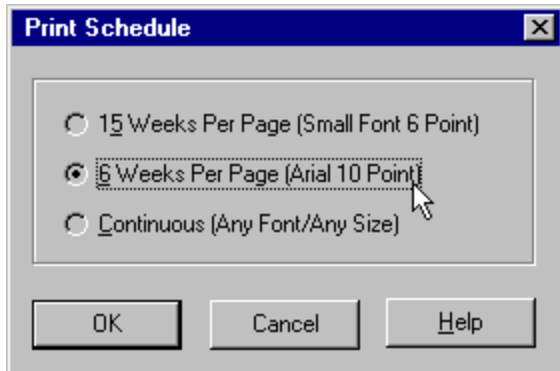 Print Schedule
15 Weeks Per Page (Small Font 6 Point)
6 Weeks Per Page (Arial 10 Point)
Continuous (Any Font/Any Size)
OK Cancel Help